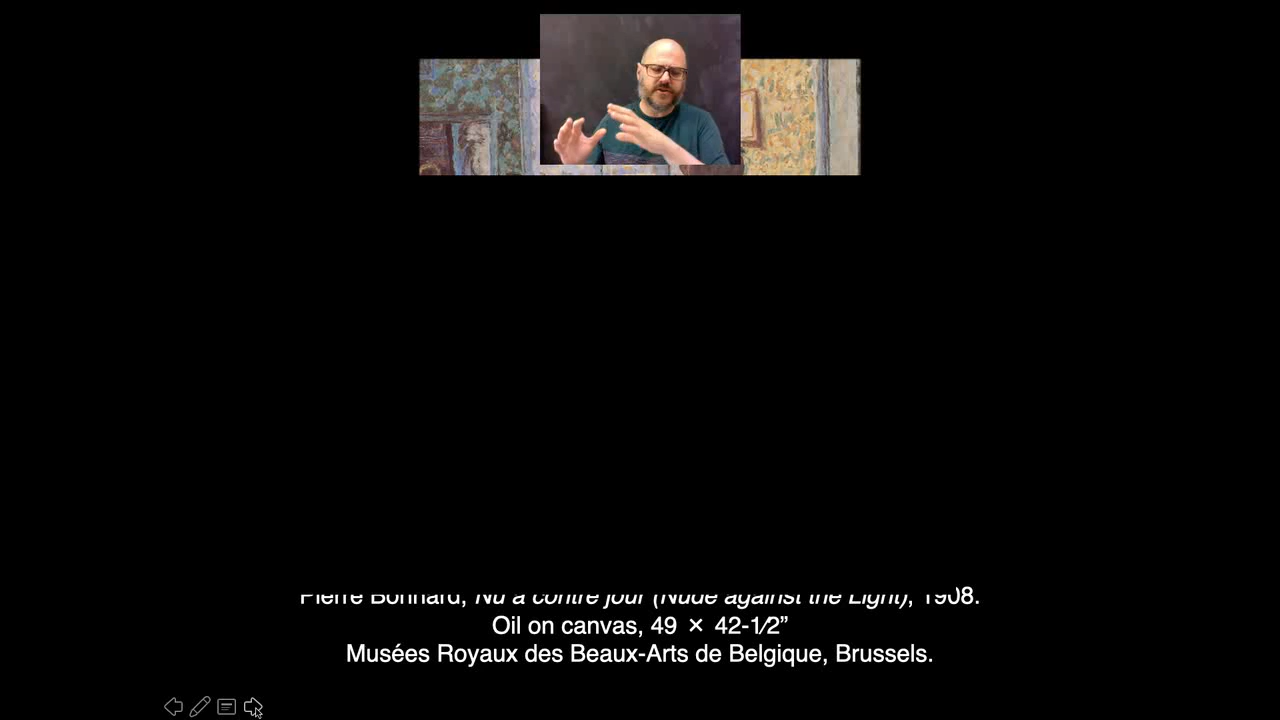 Pierre Bonnard, Nu à contre jour (Nude against the Light), 1908.
Oil on canvas, 49 × 42-1⁄2”
Musées Royaux des Beaux-Arts de Belgique, Brussels.